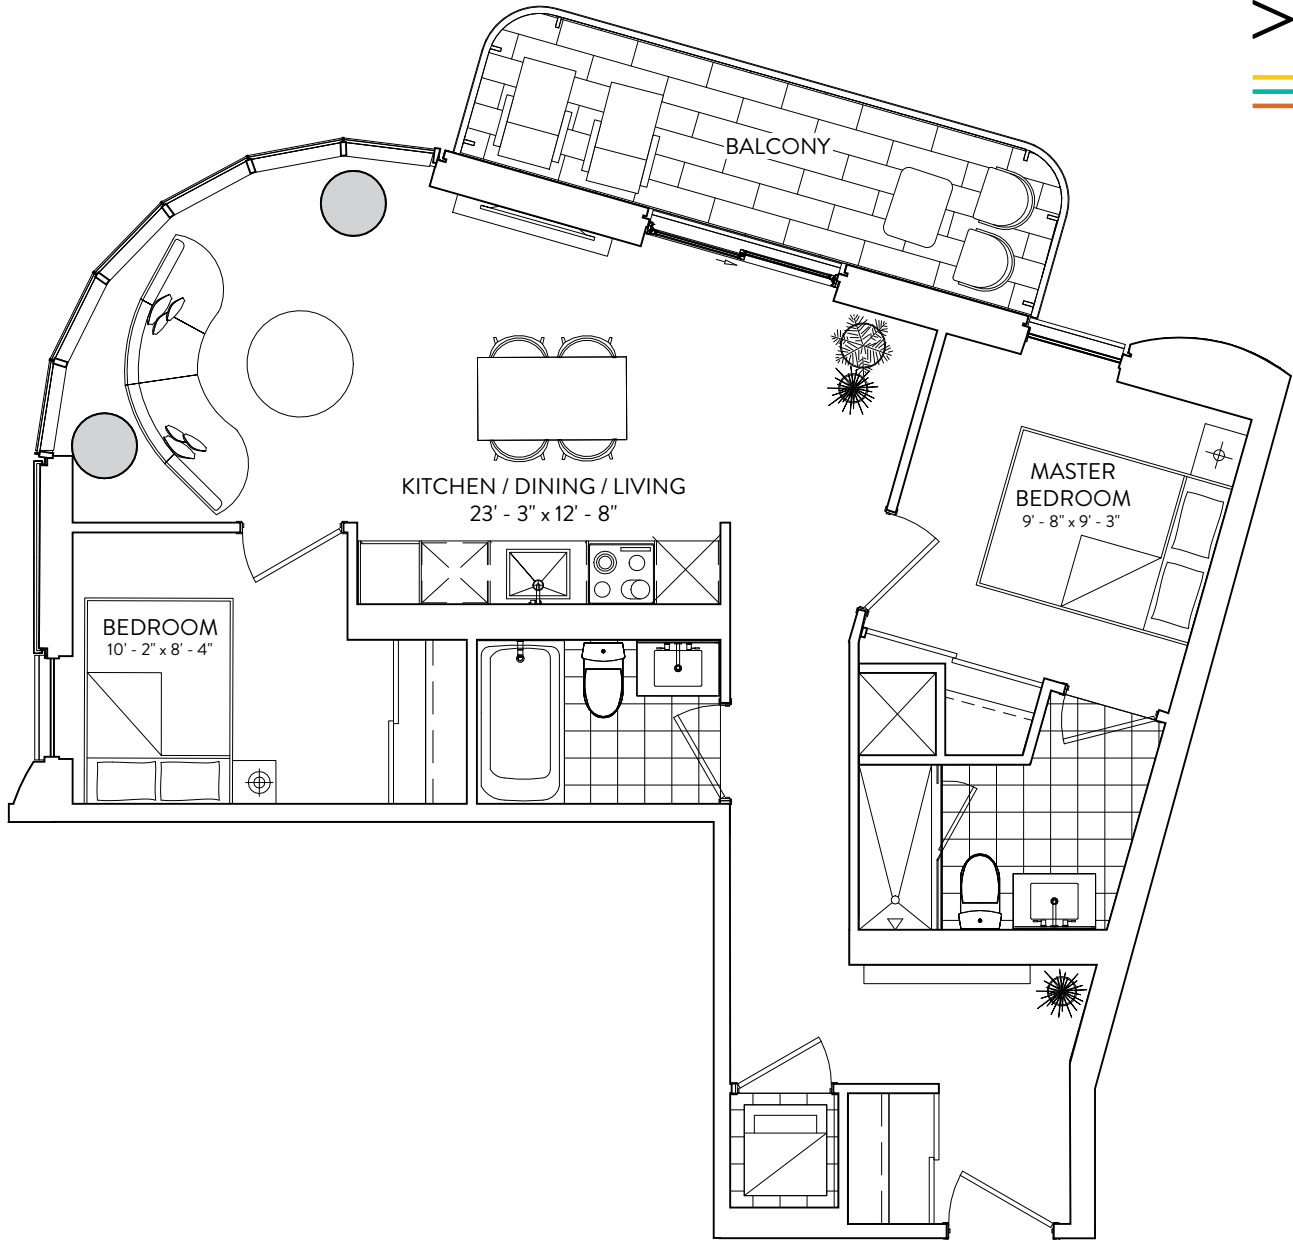 BALCONY
KITCHEN / DINING / LIVING
23' - 3" x 12' - 8"
MASTER
BEDROOM
9' - 8" x 9' - 3"
BEDROOM
10' - 2" x 8' - 4"